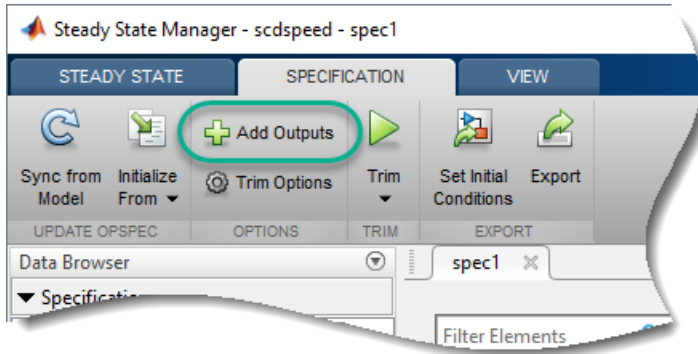 Steady State Manager - scdspeed - spec1
STEADY STATE
SPECIFICATION
VIEW
Add Outputs
Trim Options
Sync from
Model
Initialize
From
Trim
Set Initial
Conditions
Export
UPDATE OPSPEC
OPTIONS
TRIM
EXPORT
Data Browser
spec1
Filter Elements